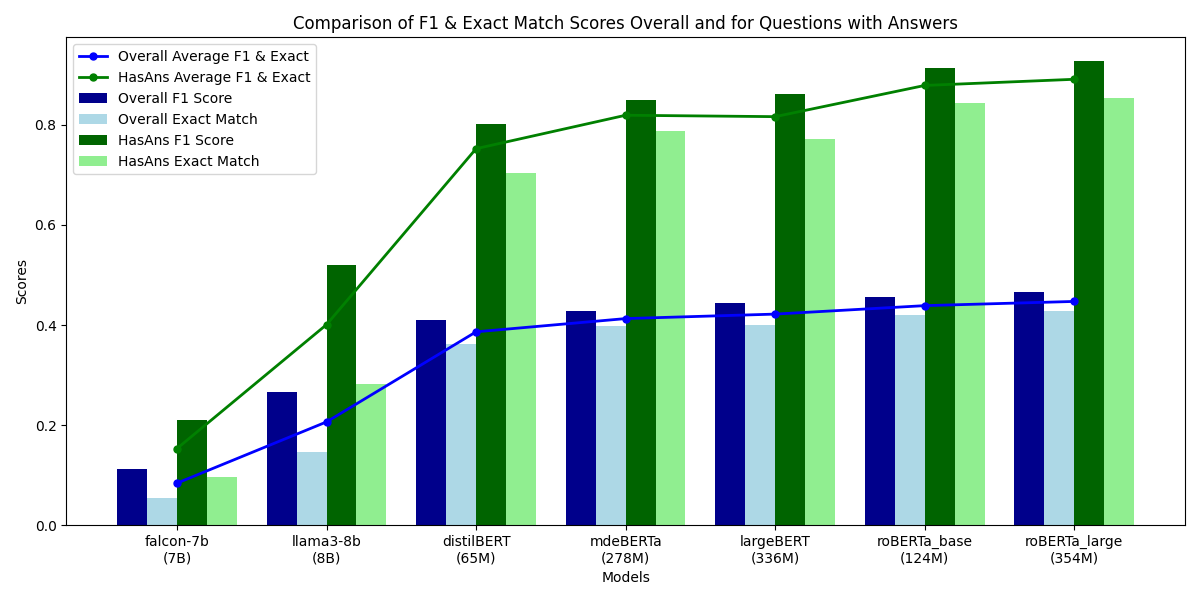 Comparison of F1 & Exact Match Scores Overall and for Questions with Answers
Overall Average F1 & Exact
HasAns Average F1 & Exact
Overall F1 Score
Overall Exact Match
HasAns F1 Score
HasAns Exact Match
Scores
0.8
0.6
0.4
0.2
0.0
falcon-7b
(7B)
llama3-8b
(8B)
distilBERT
(65M)
mdeBERTa
(278M)
largeBERT
(336M)
roBERTa_base
(124M)
roBERTa_large
(354M)
Models